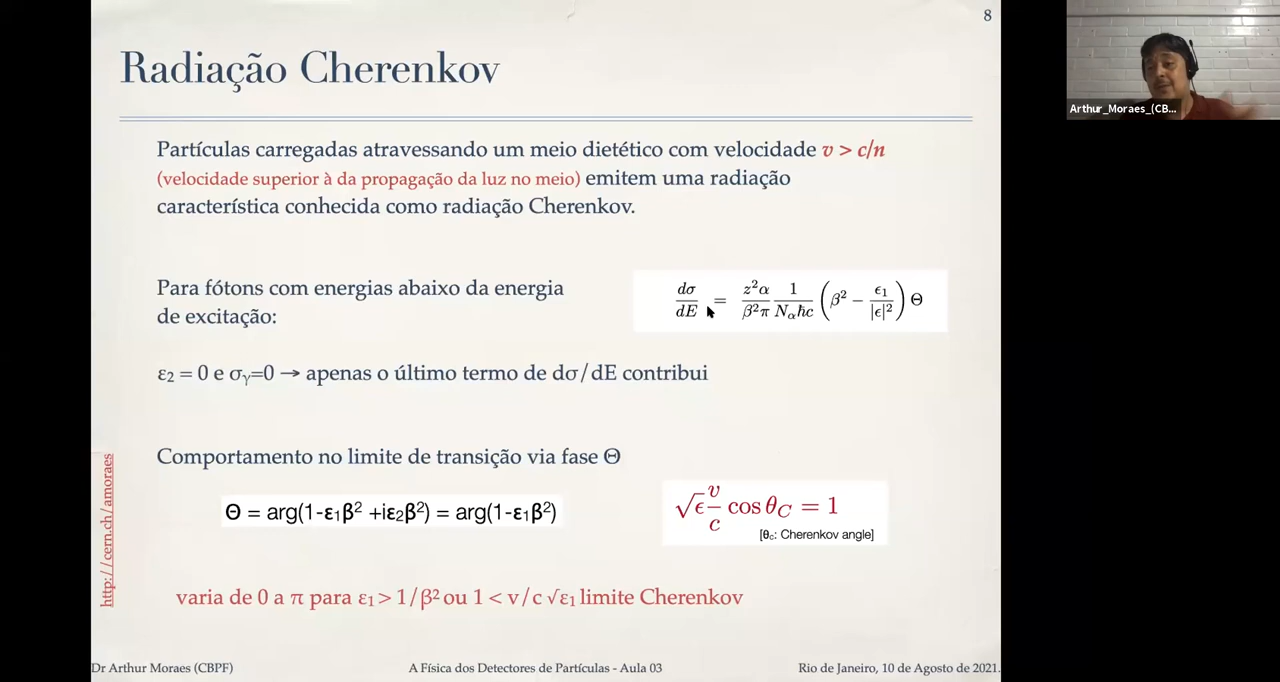 8
Radiação Cherenkov
Arthur_Moraes_(CB...
Partículas carregadas atravessando um meio dietético com velocidade v > c/n
(velocidade superior à da propagação da luz no meio) emitem uma radiação
característica conhecida como radiação Cherenkov.
Para fótons com energias abaixo da energia
de excitação:
dσ/dE = z²α/β²π 1/Nₐħc (β² − ϵ₁/|ϵ|²) Θ
ε₂ = 0 e σᵧ=0 → apenas o último termo de dσ/dE contribui
Comportamento no limite de transição via fase Θ
Θ = arg(1-ε₁β² +iε₂β²) = arg(1-ε₁β²)
√ϵ v/c cos θ_C = 1
[θc: Cherenkov angle]
varia de 0 a π para ε₁ > 1/β² ou 1 < v/c √ε₁ limite Cherenkov
http://cern.ch/amoraes
Dr Arthur Moraes (CBPF)
A Física dos Detectores de Partículas - Aula 03
Rio de Janeiro, 10 de Agosto de 2021.